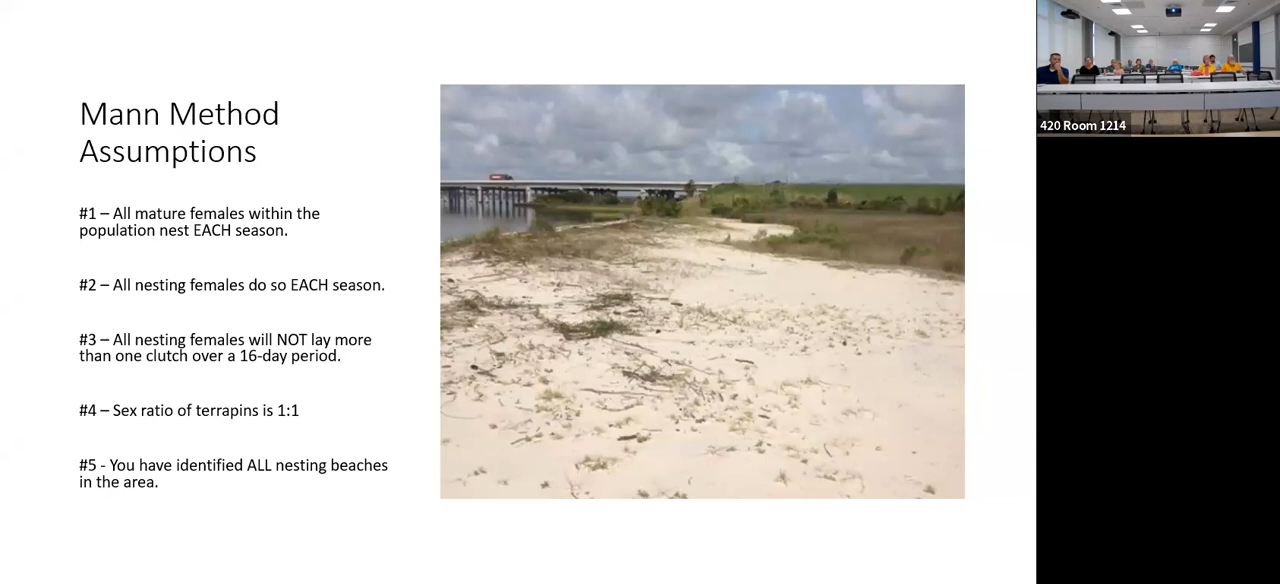 Mann Method
Assumptions
#1 – All mature females within the
population nest EACH season.
#2 – All nesting females do so EACH season.
#3 – All nesting females will NOT lay more
than one clutch over a 16-day period.
#4 – Sex ratio of terrapins is 1:1
#5 - You have identified ALL nesting beaches
in the area.
420 Room 1214